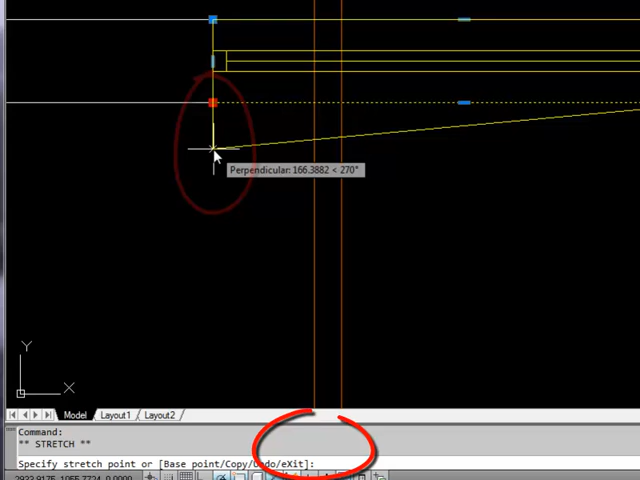 Perpendicular: 166.3882 < 270°
Y
X
Model Layout1 Layout2
Command:
** STRETCH **
Specify stretch point or [Base point/Copy/Undo/eXit]: